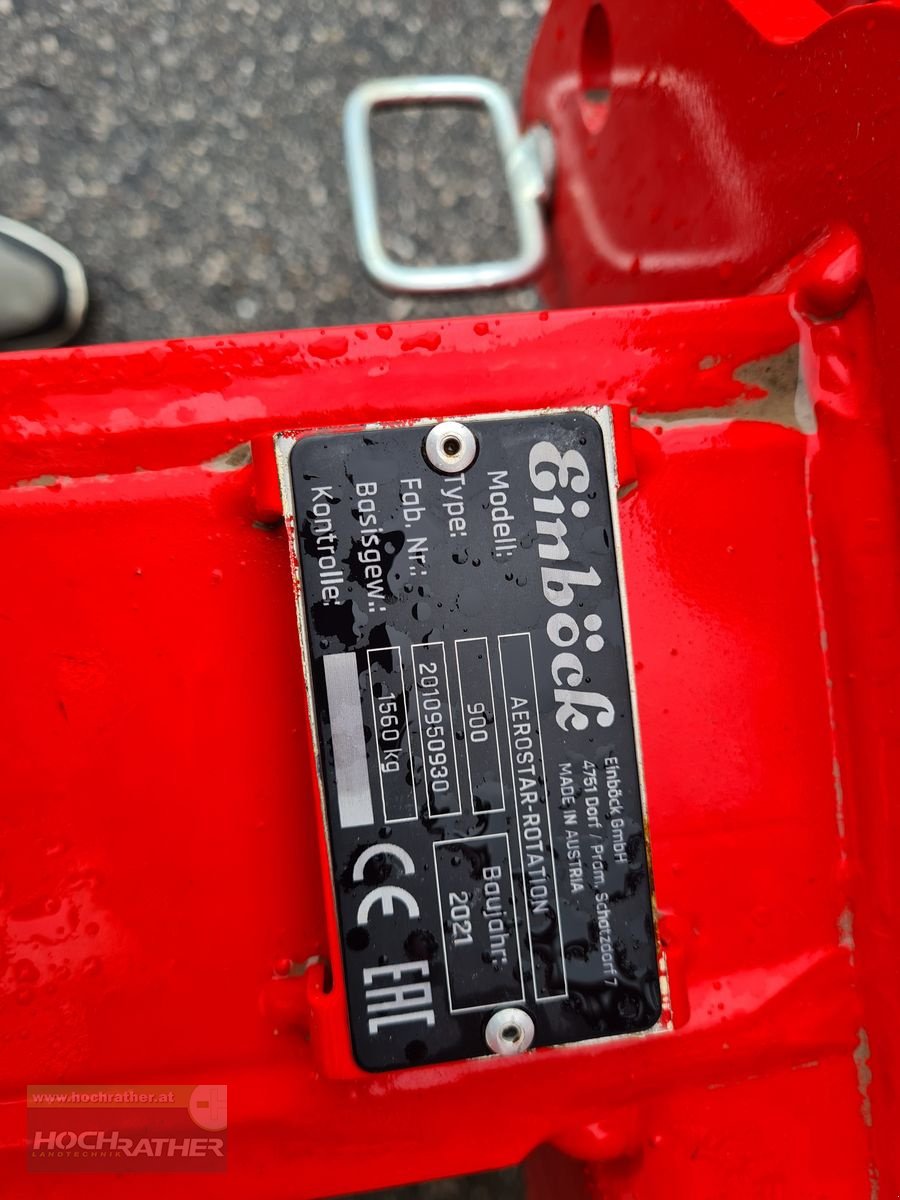 Einböck
Einböck GmbH
4751 Dorf / Pram, Schatzdorf 7
MADE IN AUSTRIA
Modell: AEROSTAR-ROTATION
Type: 900
Fab. Nr.: 2010950930
Basisgew.: 1560 kg
Kontrolle:
Baujahr:
2021
CE
EAC
www.hochrather.at
HOCHRATHER
LANDTECHNIK